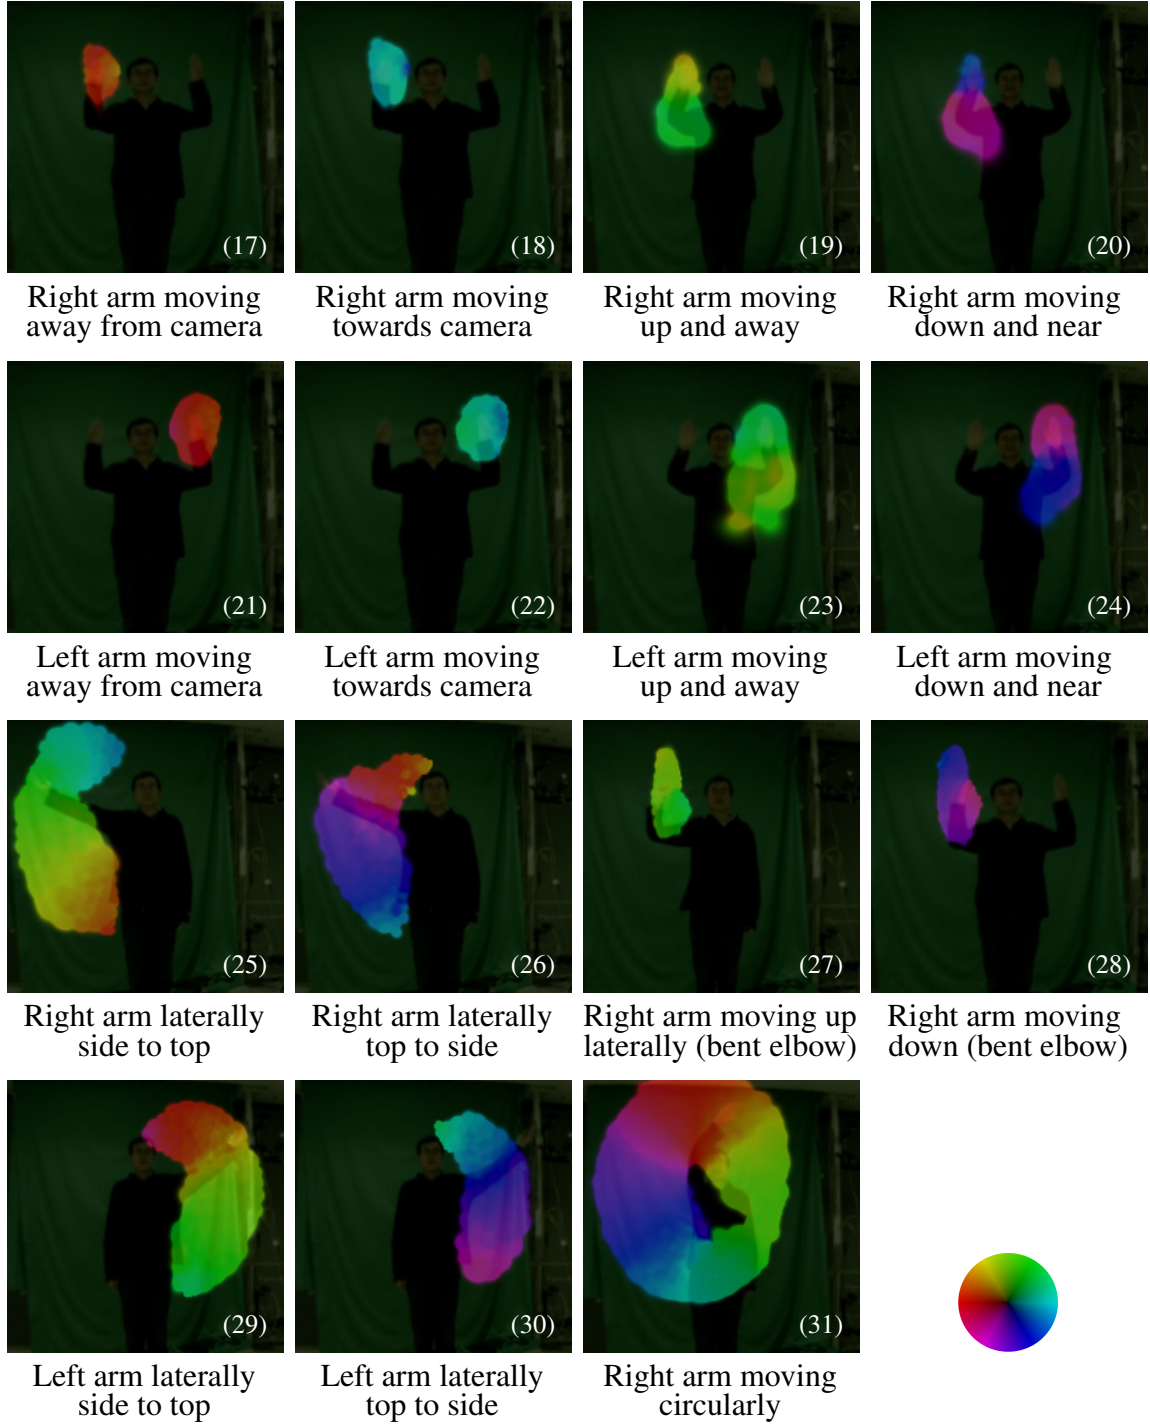 (17)
(18)
(19)
(20)
Right arm moving
away from camera
Right arm moving
towards camera
Right arm moving
up and away
Right arm moving
down and near
(21)
(22)
(23)
(24)
Left arm moving
away from camera
Left arm moving
towards camera
Left arm moving
up and away
Left arm moving
down and near
(25)
(26)
(27)
(28)
Right arm laterally
side to top
Right arm laterally
top to side
Right arm moving up
laterally (bent elbow)
Right arm moving
down (bent elbow)
(29)
(30)
(31)
Left arm laterally
side to top
Left arm laterally
top to side
Right arm moving
circularly